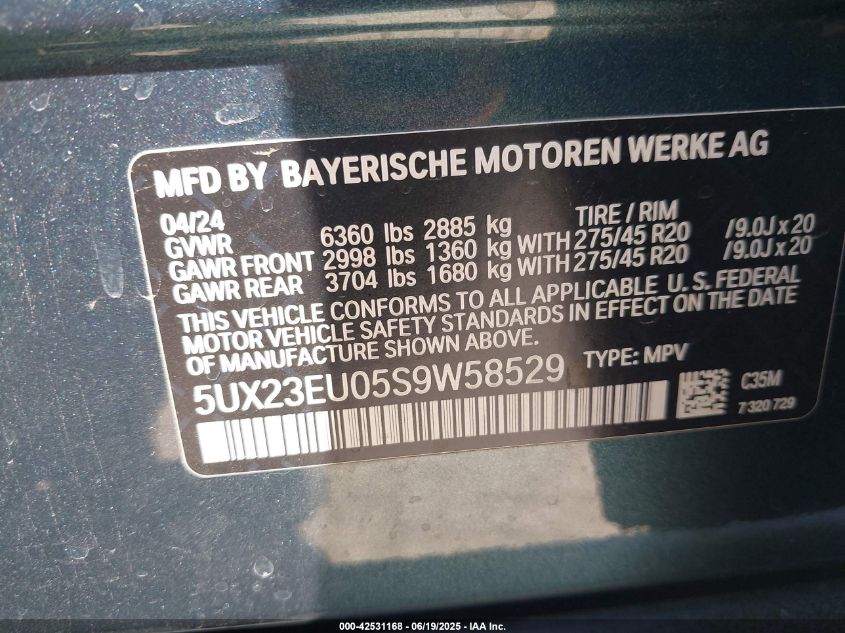 MFD BY BAYERISCHE MOTOREN WERKE AG
04/24 TIRE / RIM
GVWR 6360 lbs 2885 kg
GAWR FRONT 2998 lbs 1360 kg WITH 275/45 R20 /9.0J x 20
GAWR REAR 3704 lbs 1680 kg WITH 275/45 R20 /9.0J x 20
THIS VEHICLE CONFORMS TO ALL APPLICABLE U.S. FEDERAL
MOTOR VEHICLE SAFETY STANDARDS IN EFFECT ON THE DATE
OF MANUFACTURE SHOWN ABOVE.
5UX23EU05S9W58529 TYPE: MPV
C35M
7 320 729
000-42531168 - 06/19/2025 - IAA Inc.